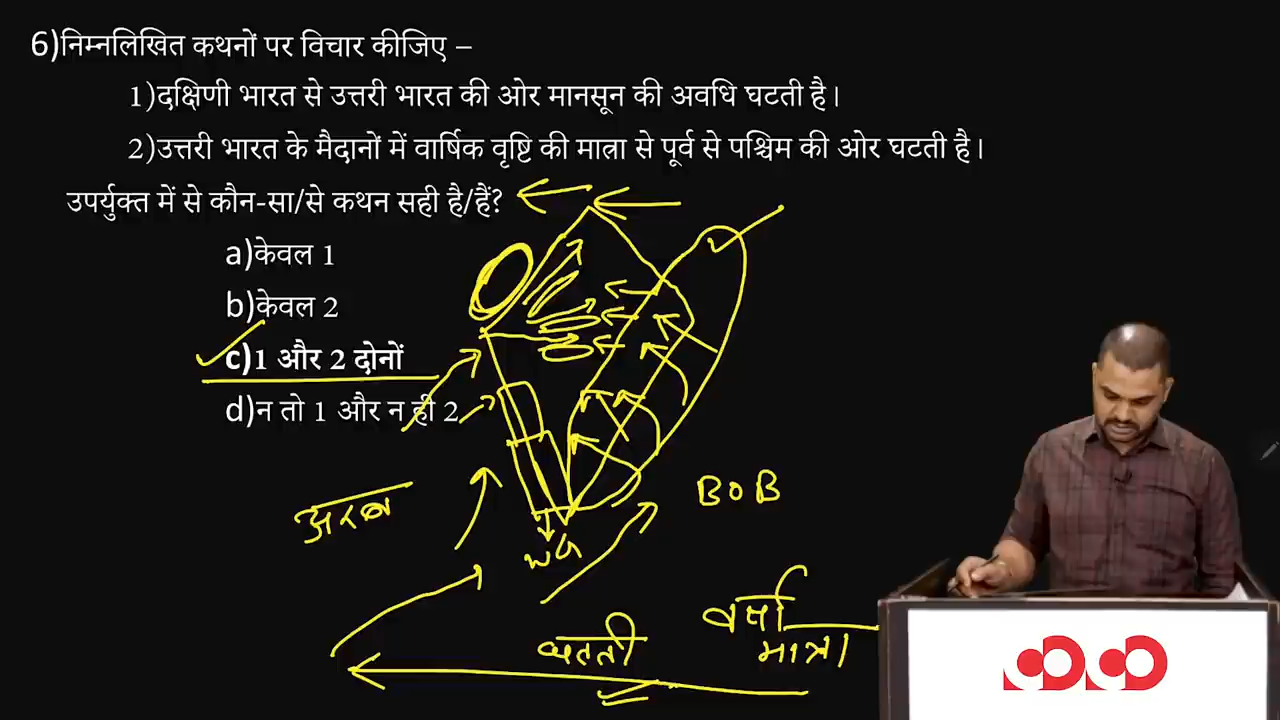 6)निम्नलिखित कथनों पर विचार कीजिए –
1)दक्षिणी भारत से उत्तरी भारत की ओर मानसून की अवधि घटती है।
2)उत्तरी भारत के मैदानों में वार्षिक वृष्टि की मात्रा से पूर्व से पश्चिम की ओर घटती है।
उपर्युक्त में से कौन-सा/से कथन सही है/हैं?
a)केवल 1
b)केवल 2
c)1 और 2 दोनों
d)न तो 1 और न ही 2
BOB
अरब
WG
वर्षा
मात्रा
घटती